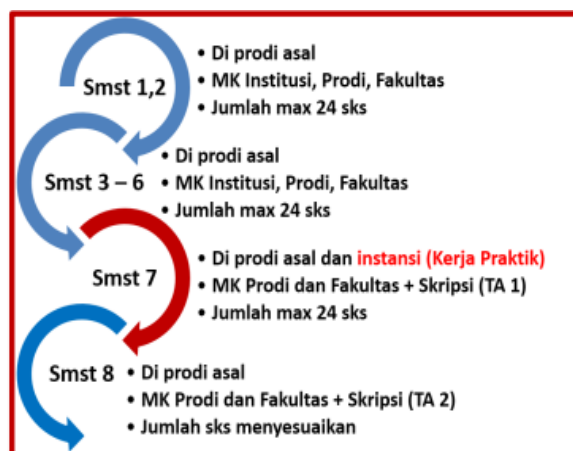 Smst 1,2
• Di prodi asal
• MK Institusi, Prodi, Fakultas
• Jumlah max 24 sks
Smst 3 – 6
• Di prodi asal
• MK Institusi, Prodi, Fakultas
• Jumlah max 24 sks
Smst 7
• Di prodi asal dan instansi (Kerja Praktik)
• MK Prodi dan Fakultas + Skripsi (TA 1)
• Jumlah max 24 sks
Smst 8
• Di prodi asal
• MK Prodi dan Fakultas + Skripsi (TA 2)
• Jumlah sks menyesuaikan